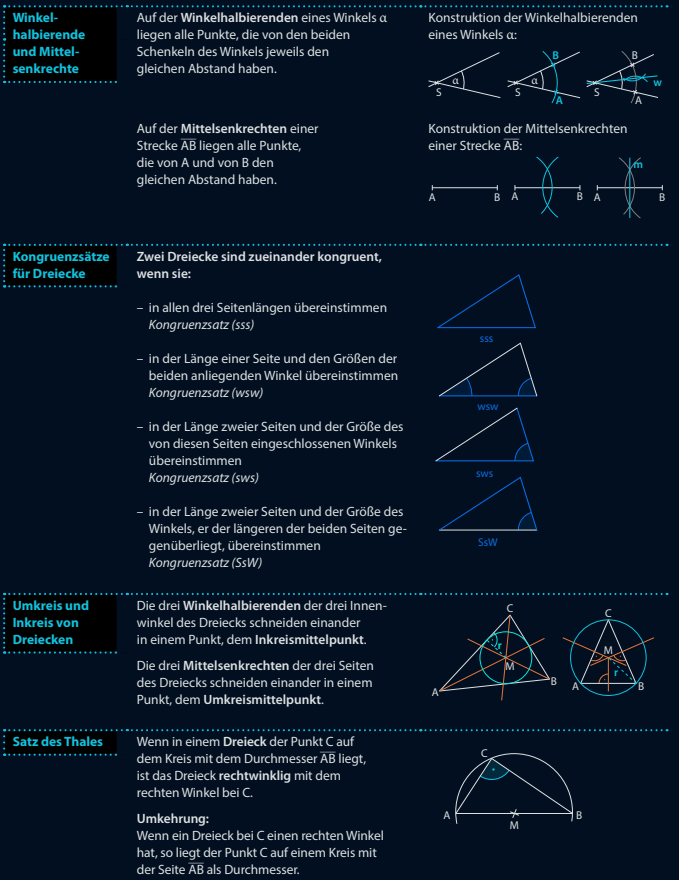 Winkel-
halbierende
und Mittel-
senkrechte
Auf der Winkelhalbierenden eines Winkels α
liegen alle Punkte, die von den beiden
Schenkeln des Winkels jeweils den
gleichen Abstand haben.
Konstruktion der Winkelhalbierenden
eines Winkels α:
S α
S α B A
S B A w
Auf der Mittelsenkrechten einer
Strecke A̅B̅ liegen alle Punkte,
die von A und von B den
gleichen Abstand haben.
Konstruktion der Mittelsenkrechten
einer Strecke A̅B̅:
m
A B A B A B
Kongruenzsätze
für Dreiecke
Zwei Dreiecke sind zueinander kongruent,
wenn sie:
– in allen drei Seitenlängen übereinstimmen
Kongruenzsatz (sss)
sss
– in der Länge einer Seite und den Größen der
beiden anliegenden Winkel übereinstimmen
Kongruenzsatz (wsw)
wsw
– in der Länge zweier Seiten und der Größe des
von diesen Seiten eingeschlossenen Winkels
übereinstimmen
Kongruenzsatz (sws)
sws
– in der Länge zweier Seiten und der Größe des
Winkels, er der längeren der beiden Seiten ge-
genüberliegt, übereinstimmen
Kongruenzsatz (SsW)
SsW
Umkreis und
Inkreis von
Dreiecken
Die drei Winkelhalbierenden der drei Innen-
winkel des Dreiecks schneiden einander
in einem Punkt, dem Inkreismittelpunkt.
Die drei Mittelsenkrechten der drei Seiten
des Dreiecks schneiden einander in einem
Punkt, dem Umkreismittelpunkt.
C
r
M
A B
C
M
r
A B
Satz des Thales
Wenn in einem Dreieck der Punkt C auf
dem Kreis mit dem Durchmesser A̅B̅ liegt,
ist das Dreieck rechtwinklig mit dem
rechten Winkel bei C.
Umkehrung:
Wenn ein Dreieck bei C einen rechten Winkel
hat, so liegt der Punkt C auf einem Kreis mit
der Seite A̅B̅ als Durchmesser.
C
A B
M